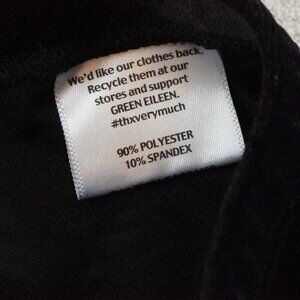 We'd like our clothes back.
Recycle them at our
stores and support
GREEN EILEEN.
#thxverymuch
90% POLYESTER
10% SPANDEX